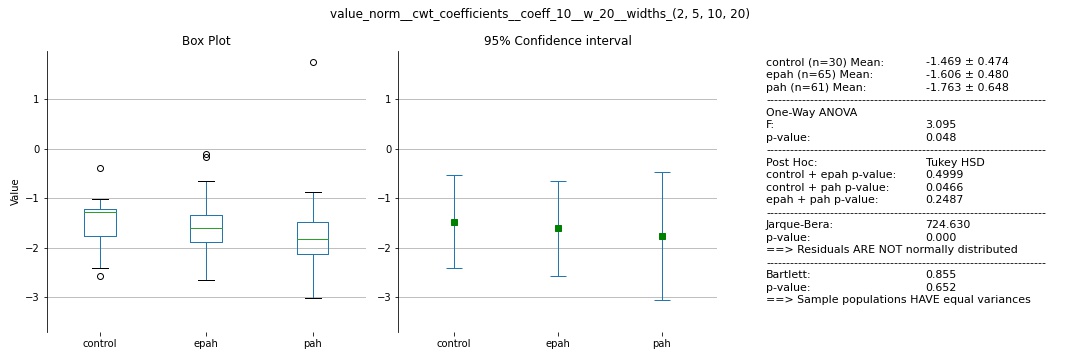 value_norm__cwt_coefficients__coeff_10__w_20__widths_(2, 5, 10, 20)
Box Plot
Value
1
0
−1
−2
−3
control
epah
pah
95% Confidence interval
1
0
−1
−2
−3
control
epah
pah
control (n=30) Mean: -1.469 ± 0.474
epah (n=65) Mean: -1.606 ± 0.480
pah (n=61) Mean: -1.763 ± 0.648
One-Way ANOVA
F: 3.095
p-value: 0.048
Post Hoc: Tukey HSD
control + epah p-value: 0.4999
control + pah p-value: 0.0466
epah + pah p-value: 0.2487
Jarque-Bera: 724.630
p-value: 0.000
==> Residuals ARE NOT normally distributed
Bartlett: 0.855
p-value: 0.652
==> Sample populations HAVE equal variances